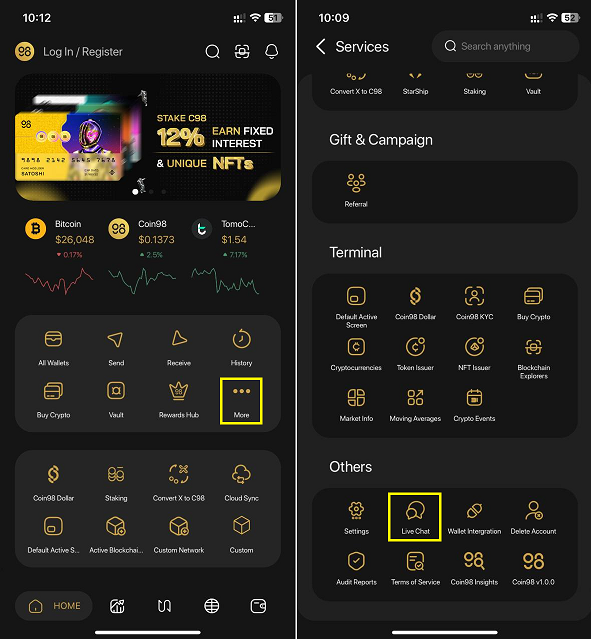 10:12
51
98
Log In / Register
STAKE C98
12%
EARN FIXED
INTEREST
& UNIQUE NFTs
98
SATOSHI
Bitcoin
$26,048
0.17%
Coin98
$0.1373
2.5%
TomoC...
$1.54
7.17%
All Wallets
Send
Receive
History
Buy Crypto
Vault
Rewards Hub
More
Coin98 Dollar
Staking
Convert X to C98
Cloud Sync
Default Active S...
Active Blockchai...
Custom Network
Custom
HOME
10:09
52
Services
Search anything
Convert X to C98
StarShip
Staking
Vault
Gift & Campaign
Referral
Terminal
Default Active
Screen
Coin98 Dollar
Coin98 KYC
Buy Crypto
Cryptocurrencies
Token Issuer
NFT Issuer
Blockchain
Explorers
Market Info
Moving Averages
Crypto Events
Others
Settings
Live Chat
Wallet Intergration
Delete Account
Audit Reports
Terms of Service
Coin98 Insights
Coin98 v1.0.0